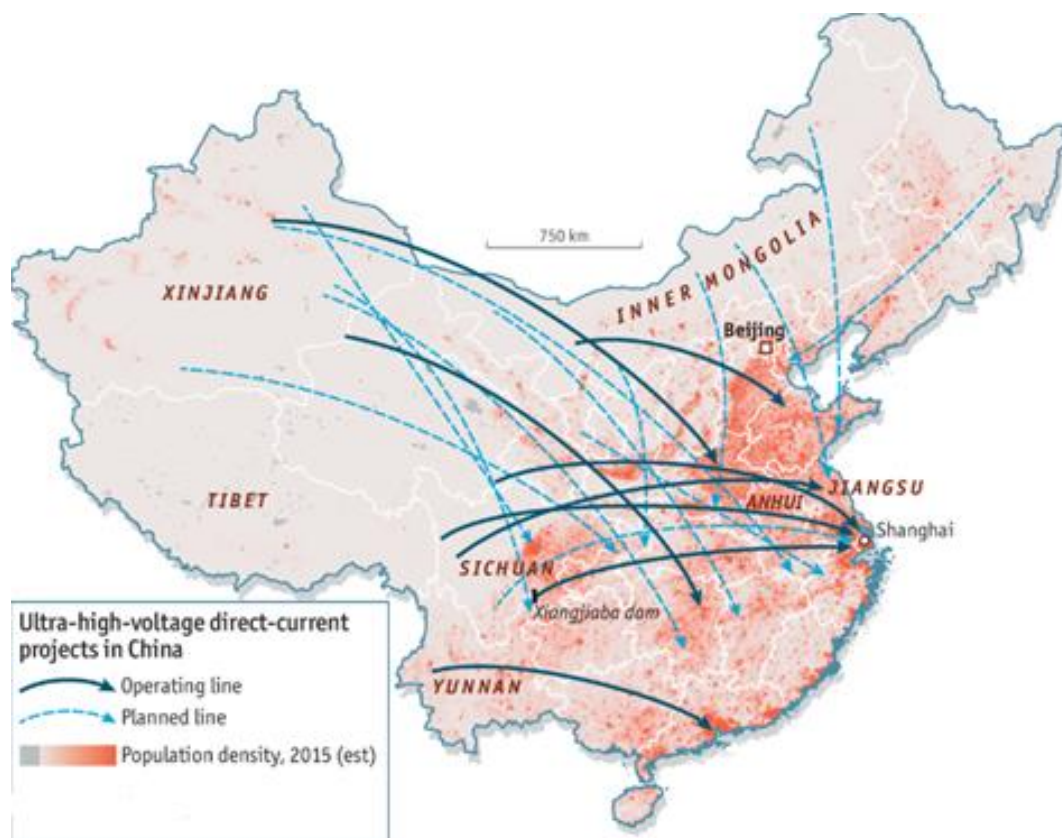 750 km
INNER MONGOLIA
XINJIANG
Beijing
TIBET
JIANGSU
ANHUI
Shanghai
SICHUAN
Xiangjiaba dam
YUNNAN
Ultra-high-voltage direct-current
projects in China
Operating line
Planned line
Population density, 2015 (est)